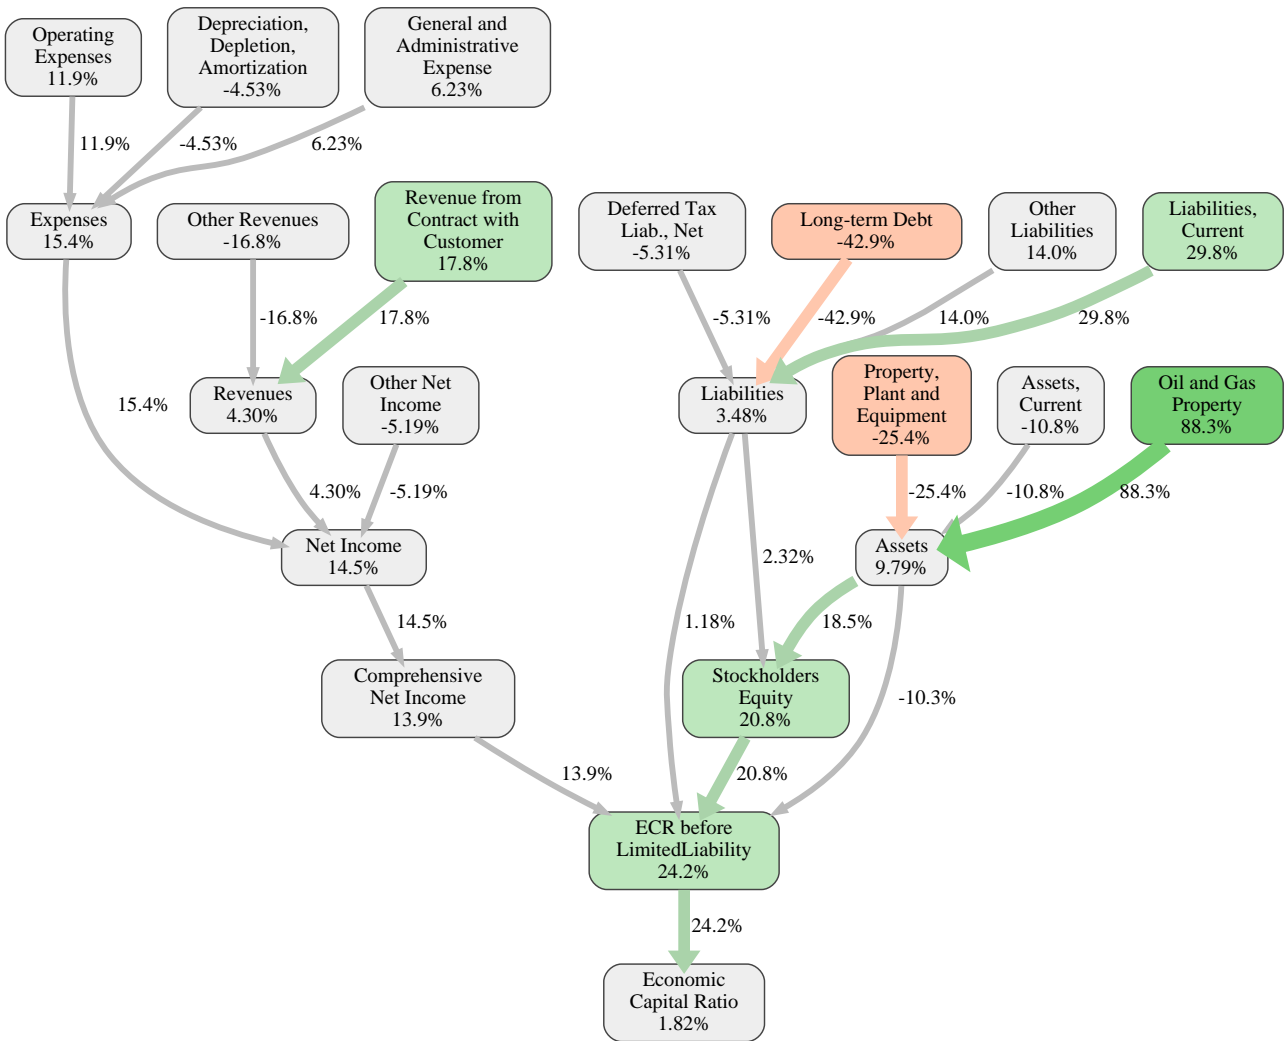 Operating
Expenses
11.9%
Depreciation,
Depletion,
Amortization
-4.53%
General and
Administrative
Expense
6.23%
11.9%
-4.53%
6.23%
Expenses
15.4%
Other Revenues
-16.8%
Revenue from
Contract with
Customer
17.8%
Deferred Tax
Liab., Net
-5.31%
Long-term Debt
-42.9%
Other
Liabilities
14.0%
Liabilities,
Current
29.8%
-16.8%
17.8%
-5.31%
-42.9%
14.0%
29.8%
15.4%
Revenues
4.30%
Other Net
Income
-5.19%
Liabilities
3.48%
Property,
Plant and
Equipment
-25.4%
Assets,
Current
-10.8%
Oil and Gas
Property
88.3%
4.30%
-5.19%
-25.4%
-10.8%
88.3%
Net Income
14.5%
2.32%
Assets
9.79%
14.5%
1.18%
18.5%
Comprehensive
Net Income
13.9%
Stockholders
Equity
20.8%
-10.3%
13.9%
20.8%
ECR before
LimitedLiability
24.2%
24.2%
Economic
Capital Ratio
1.82%